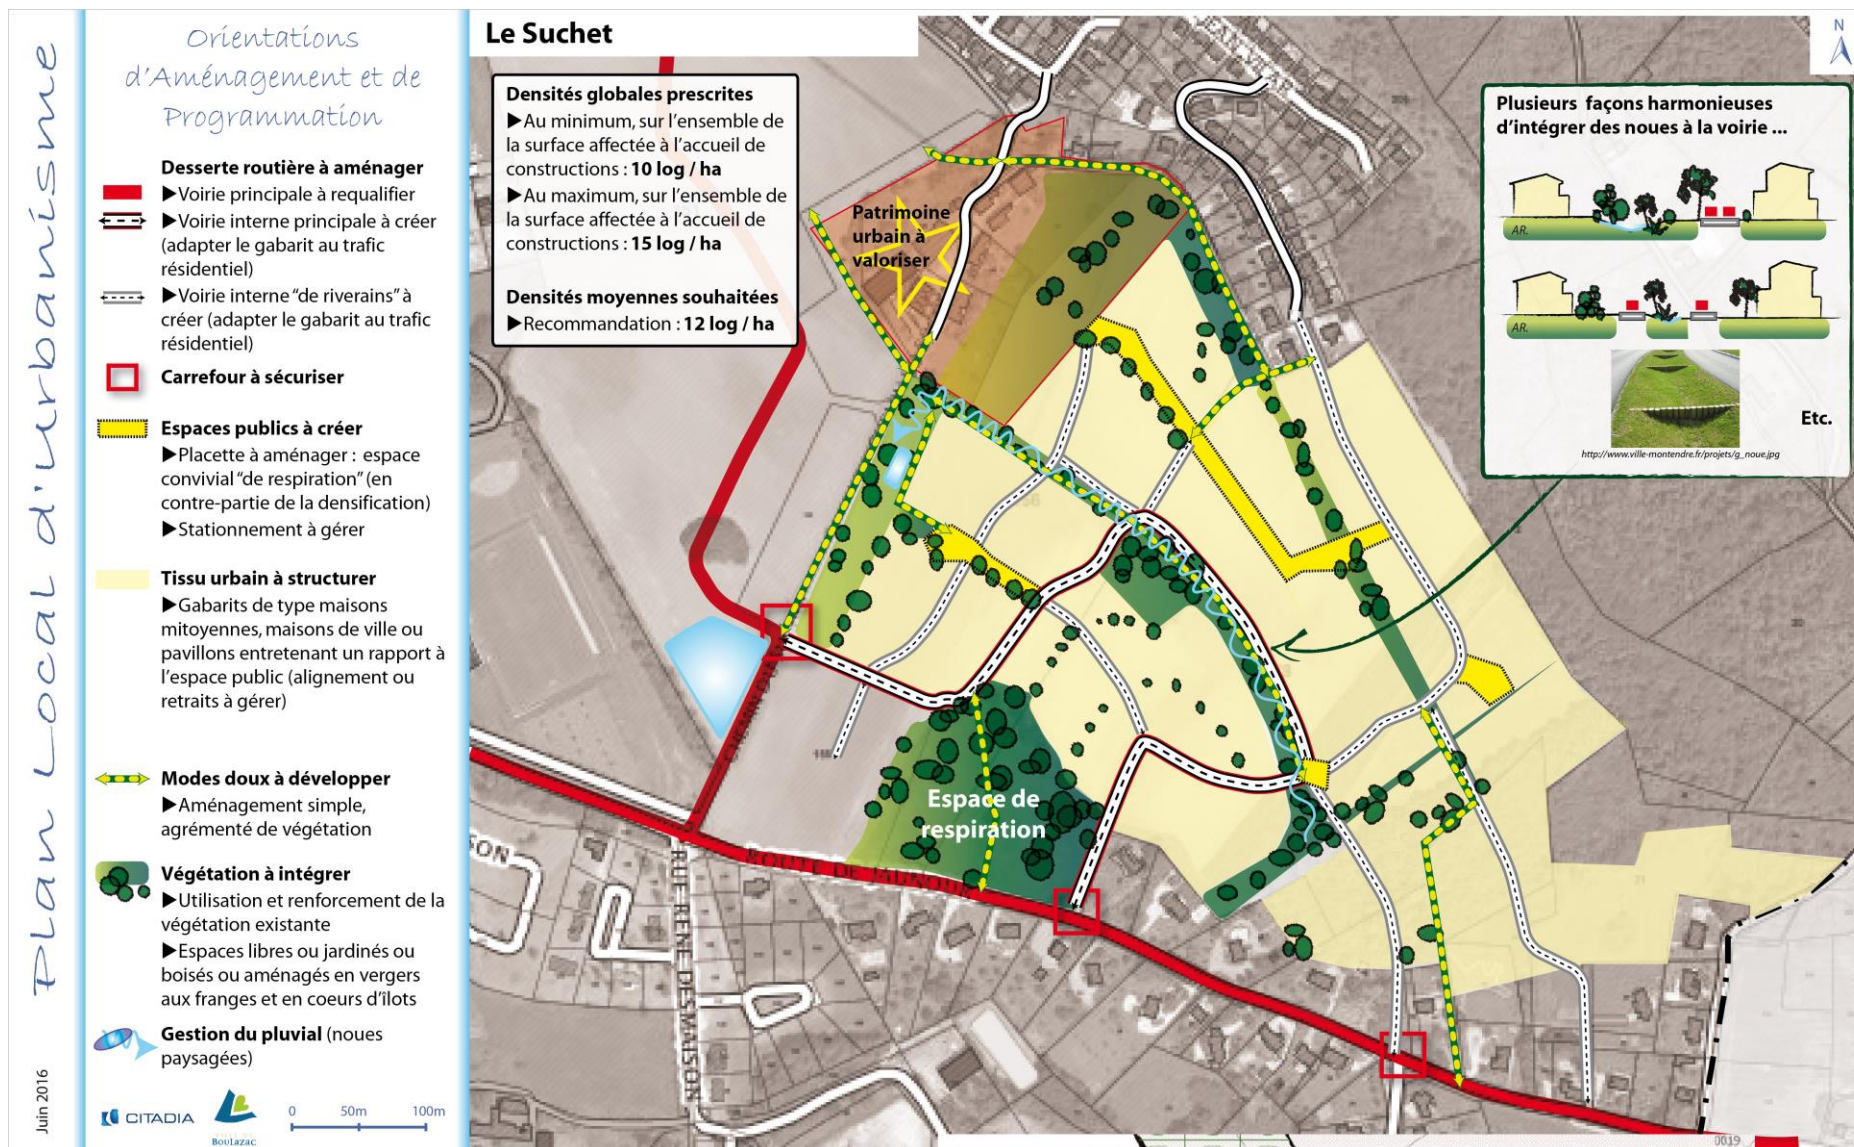 Plan Local d'urbanisme
Juin 2016
Orientations
d'Aménagement et de
Programmation
Desserte routière à aménager
▶Voirie principale à requalifier
▶Voirie interne principale à créer
(adapter le gabarit au trafic
résidentiel)
▶Voirie interne “de riverains” à
créer (adapter le gabarit au trafic
résidentiel)
Carrefour à sécuriser
Espaces publics à créer
▶Placette à aménager : espace
convivial “de respiration” (en
contre-partie de la densification)
▶Stationnement à gérer
Tissu urbain à structurer
▶Gabarits de type maisons
mitoyennes, maisons de ville ou
pavillons entretenant un rapport à
l’espace public (alignement ou
retraits à gérer)
Modes doux à développer
▶Aménagement simple,
agrémenté de végétation
Végétation à intégrer
▶Utilisation et renforcement de la
végétation existante
▶Espaces libres ou jardinés ou
boisés ou aménagés en vergers
aux franges et en coeurs d’îlots
Gestion du pluvial (noues
paysagées)
CITADIA
Boulazac
0 50m 100m
Le Suchet
Densités globales prescrites
▶Au minimum, sur l’ensemble de
la surface affectée à l’accueil de
constructions : 10 log / ha
▶Au maximum, sur l’ensemble de
la surface affectée à l’accueil de
constructions : 15 log / ha
Densités moyennes souhaitées
▶Recommandation : 12 log / ha
Patrimoine
urbain à
valoriser
Espace de
respiration
RUE RENE DES MAISON
SON
N
Plusieurs façons harmonieuses
d’intégrer des noues à la voirie ...
AR.
AR.
Etc.
http://www.ville-montendre.fr/projets/g_noue.jpg
0019